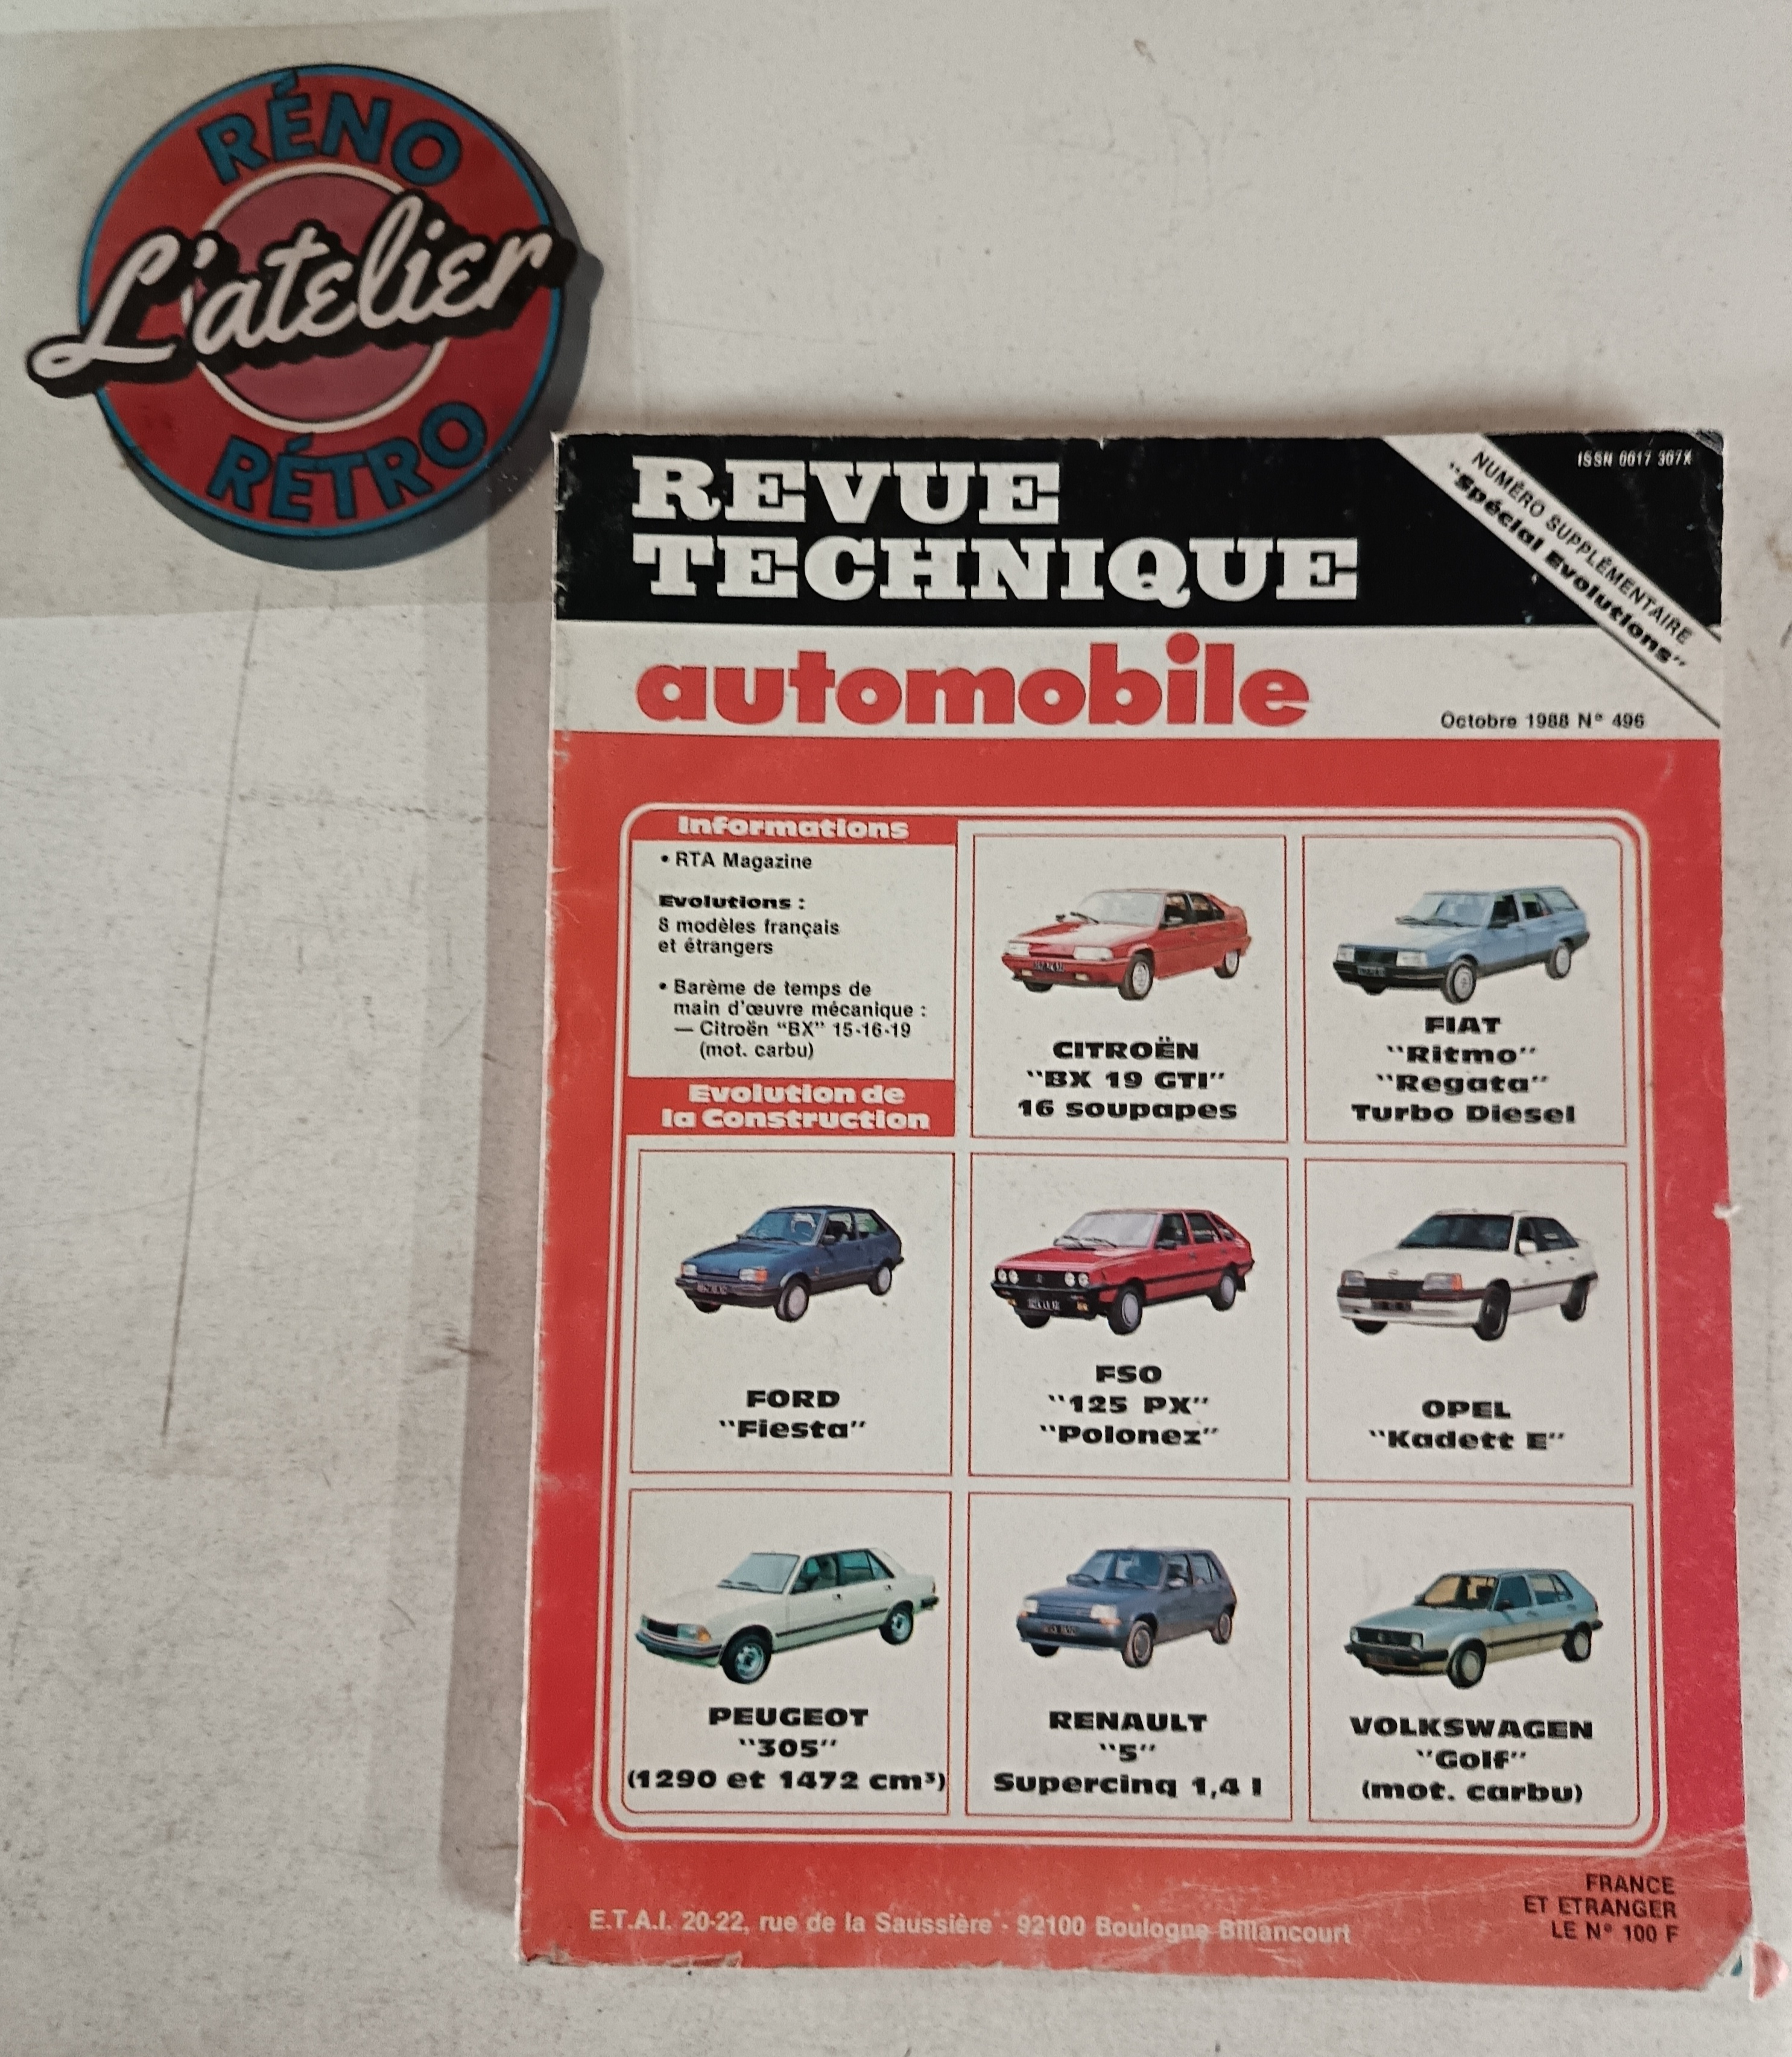 RÉNO
L'atelier
RÉTRO
REVUE
TECHNIQUE
automobile
ISSN 0017 307X
NUMÉRO SUPPLÉMENTAIRE
"Spécial Evolutions"
Octobre 1988 N° 496
Informations
• RTA Magazine
Evolutions :
8 modèles français
et étrangers
• Barème de temps de
main d'œuvre mécanique :
— Citroën "BX" 15-16-19
(mot. carbu)
Evolution de
la Construction
CITROËN
"BX 19 GTI"
16 soupapes
FIAT
"Ritmo"
"Regata"
Turbo Diesel
FORD
"Fiesta"
FSO
"125 PX"
"Polonez"
OPEL
"Kadett E"
PEUGEOT
"305"
(1290 et 1472 cm³)
RENAULT
"5"
Supercinq 1,4 l
VOLKSWAGEN
"Golf"
(mot. carbu)
E.T.A.I. 20-22, rue de la Saussière - 92100 Boulogne Billancourt
FRANCE
ET ETRANGER
LE N° 100 F